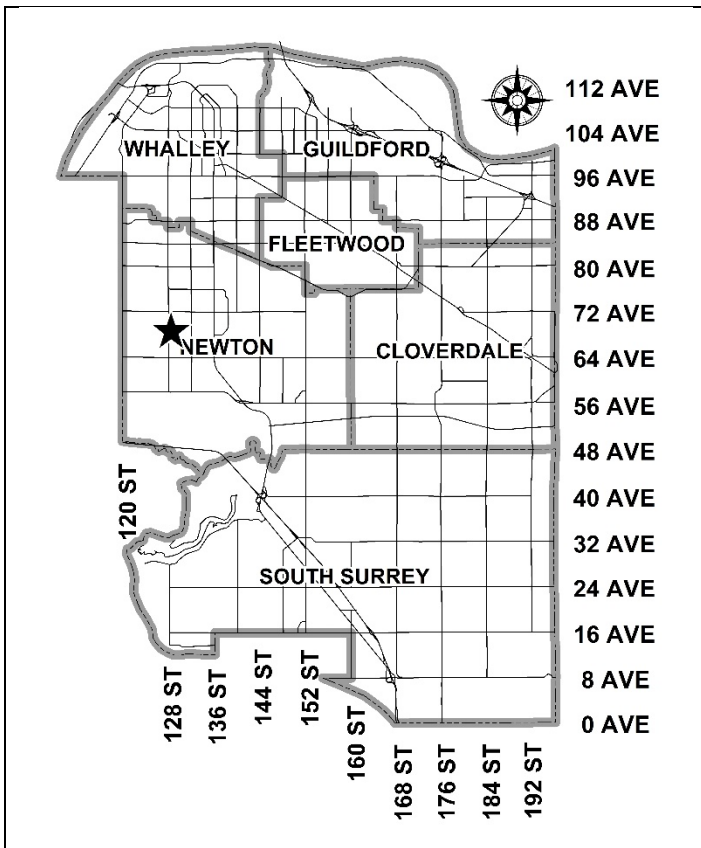 112 AVE
104 AVE
WHALLEY
GUILDFORD
96 AVE
88 AVE
FLEETWOOD
80 AVE
72 AVE
NEWTON
CLOVERDALE
64 AVE
56 AVE
48 AVE
120 ST
40 AVE
32 AVE
SOUTH SURREY
24 AVE
16 AVE
8 AVE
0 AVE
128 ST
136 ST
144 ST
152 ST
160 ST
168 ST
176 ST
184 ST
192 ST